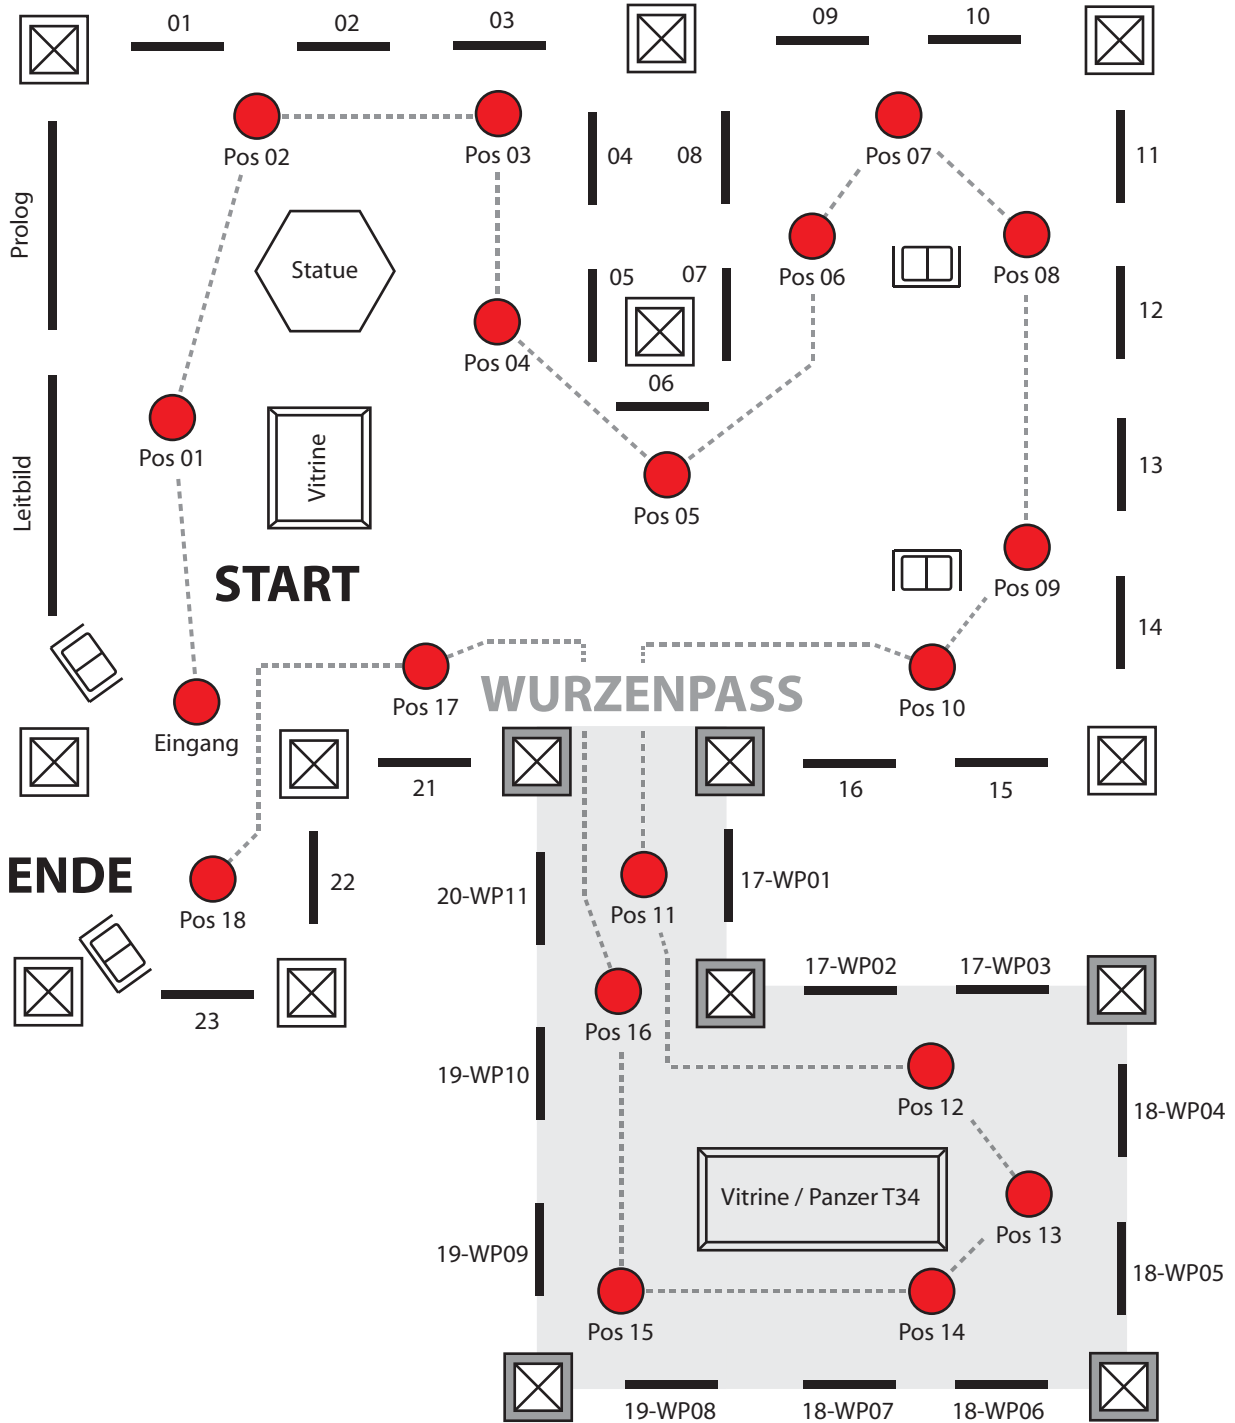 01
02
03
09
10
Pos 02
Pos 03
04
08
Pos 07
11
Prolog
Statue
05
07
Pos 06
Pos 08
12
Pos 04
06
Pos 01
Leitbild
Vitrine
13
Pos 05
START
Pos 09
14
WURZENPASS
Pos 17
Pos 10
Eingang
21
16
15
ENDE
22
20-WP11
17-WP01
Pos 18
Pos 11
17-WP02
17-WP03
23
Pos 16
19-WP10
Pos 12
18-WP04
Vitrine / Panzer T34
Pos 13
19-WP09
18-WP05
Pos 15
Pos 14
19-WP08
18-WP07
18-WP06